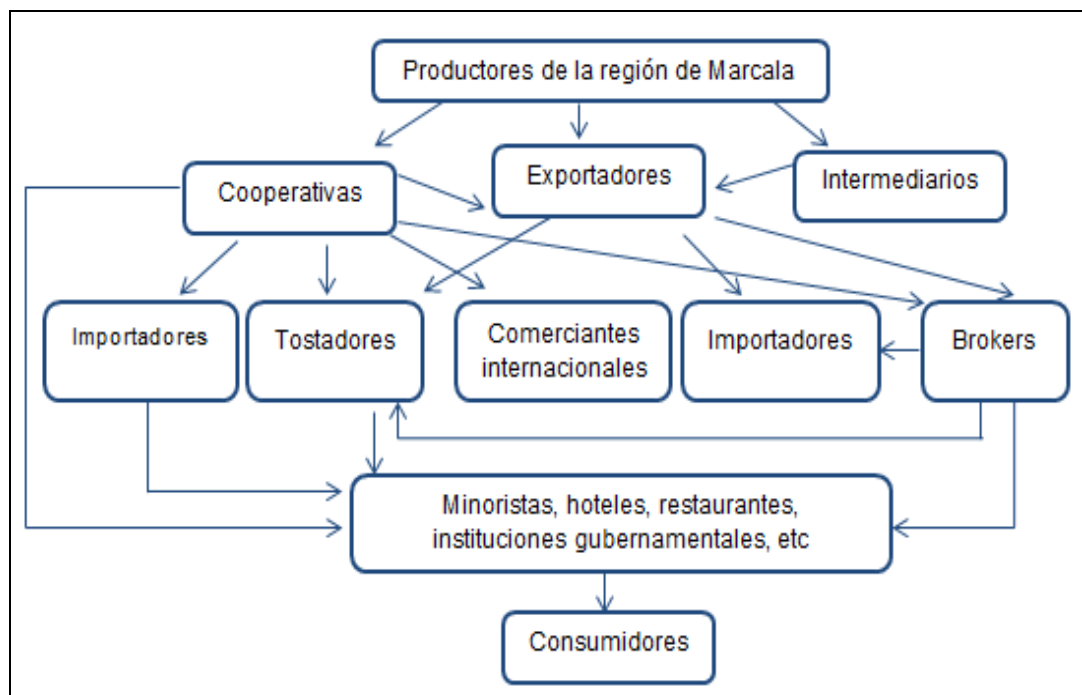 Productores de la región de Marcala
Cooperativas
Exportadores
Intermediarios
Importadores
Tostadores
Comerciantes
internacionales
Importadores
Brokers
Minoristas, hoteles, restaurantes,
instituciones gubernamentales, etc
Consumidores